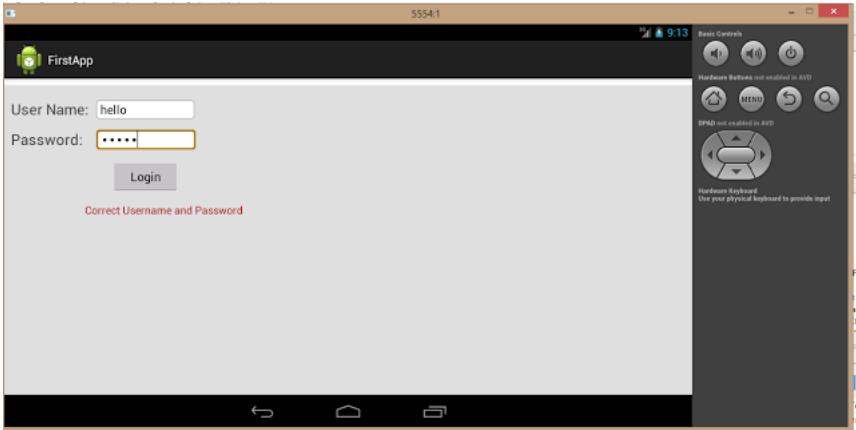 5554:1
3G 9:13
FirstApp
User Name: hello
Password: •••••
Login
Correct Username and Password
Basic Controls
Hardware Buttons not enabled in AVD
MENU
DPAD not enabled in AVD
Hardware Keyboard
Use your physical keyboard to provide input